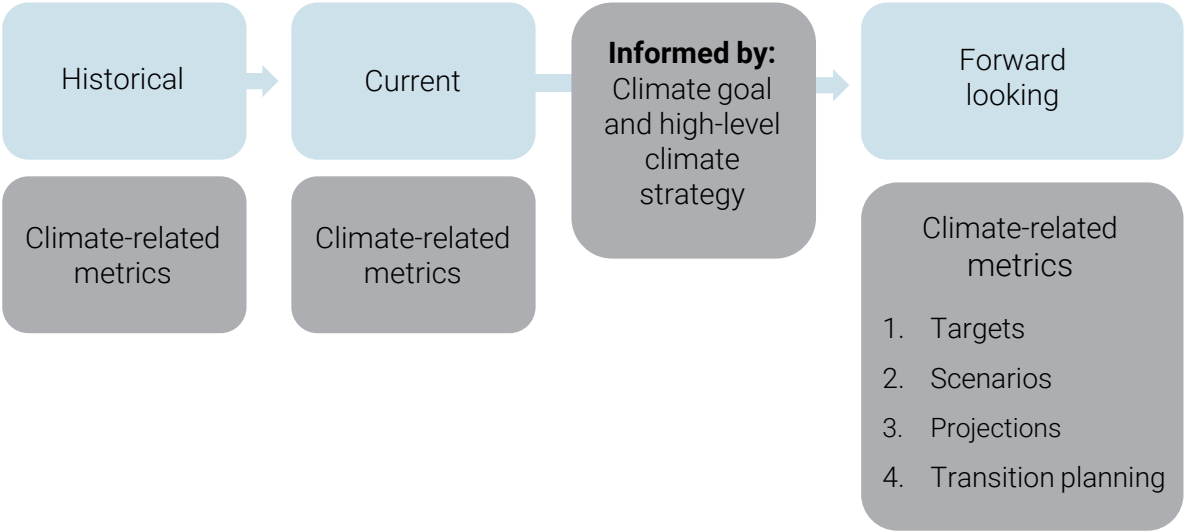 Historical
Current
Informed by:
Climate goal
and high-level
climate
strategy
Forward
looking
Climate-related
metrics
Climate-related
metrics
Climate-related
metrics
1. Targets
2. Scenarios
3. Projections
4. Transition planning